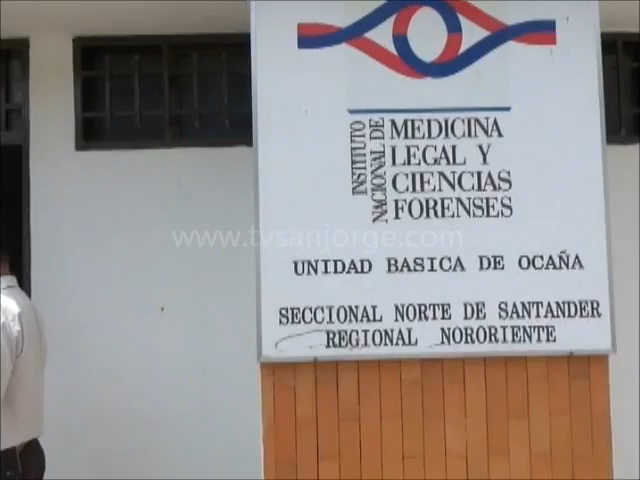 INSTITUTO
NACIONAL DE
MEDICINA
LEGAL Y
CIENCIAS
FORENSES
www.tvsanjorge.com
UNIDAD BASICA DE OCAÑA
SECCIONAL NORTE DE SANTANDER
REGIONAL NORORIENTE